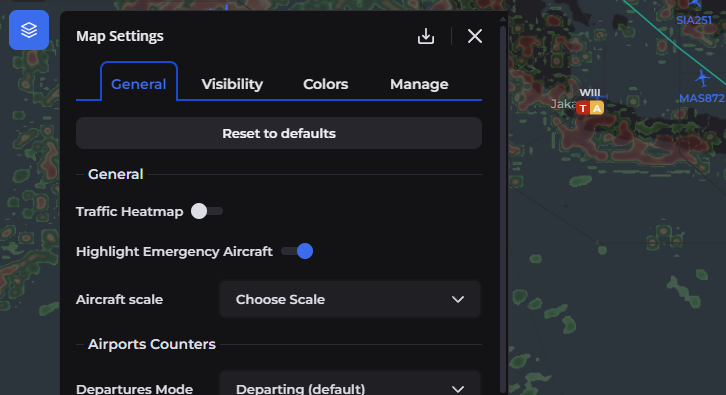 Map Settings
General
Visibility
Colors
Manage
Reset to defaults
General
Traffic Heatmap
Highlight Emergency Aircraft
Aircraft scale
Choose Scale
Airports Counters
Departures Mode
Departing (default)
SIA251
MAS872
WIII
Jaka
T A